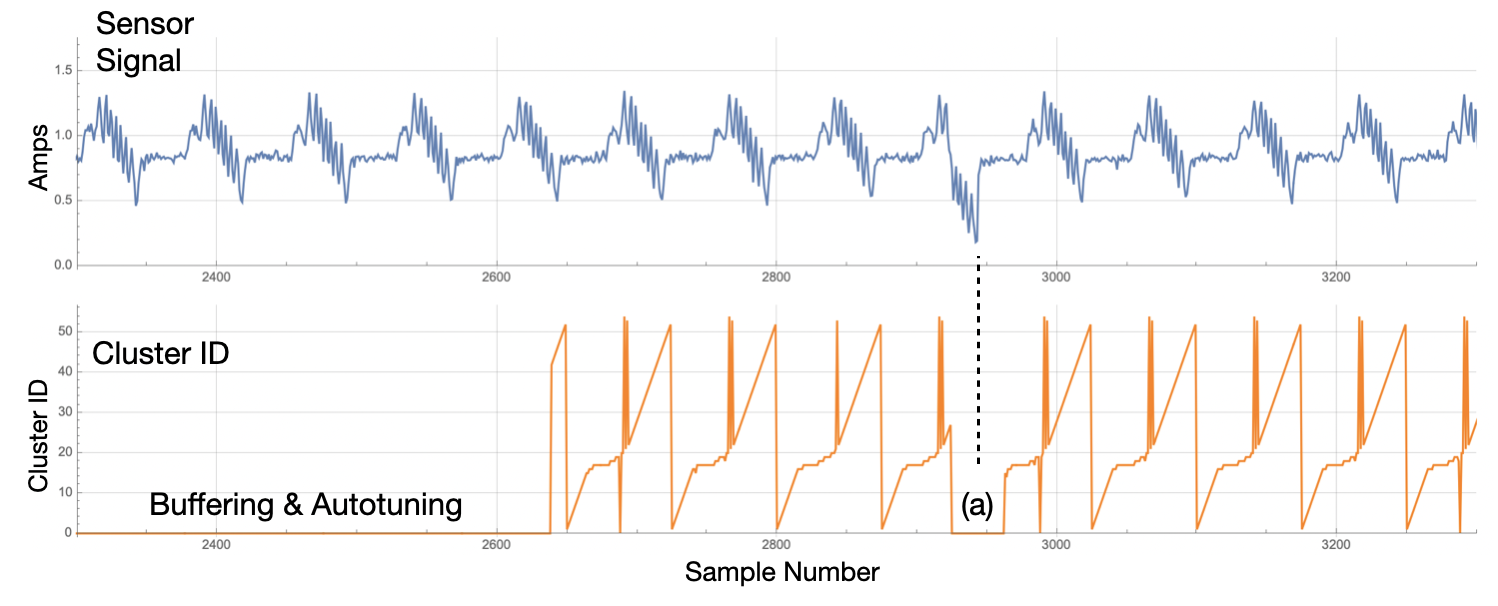 Sensor
Signal
Amps
1.5
1.0
0.5
0.0
2400 2600 2800 3000 3200
Cluster ID
Cluster ID
50
40
30
20
10
0
Buffering & Autotuning
(a)
2400 2600 2800 3000 3200
Sample Number